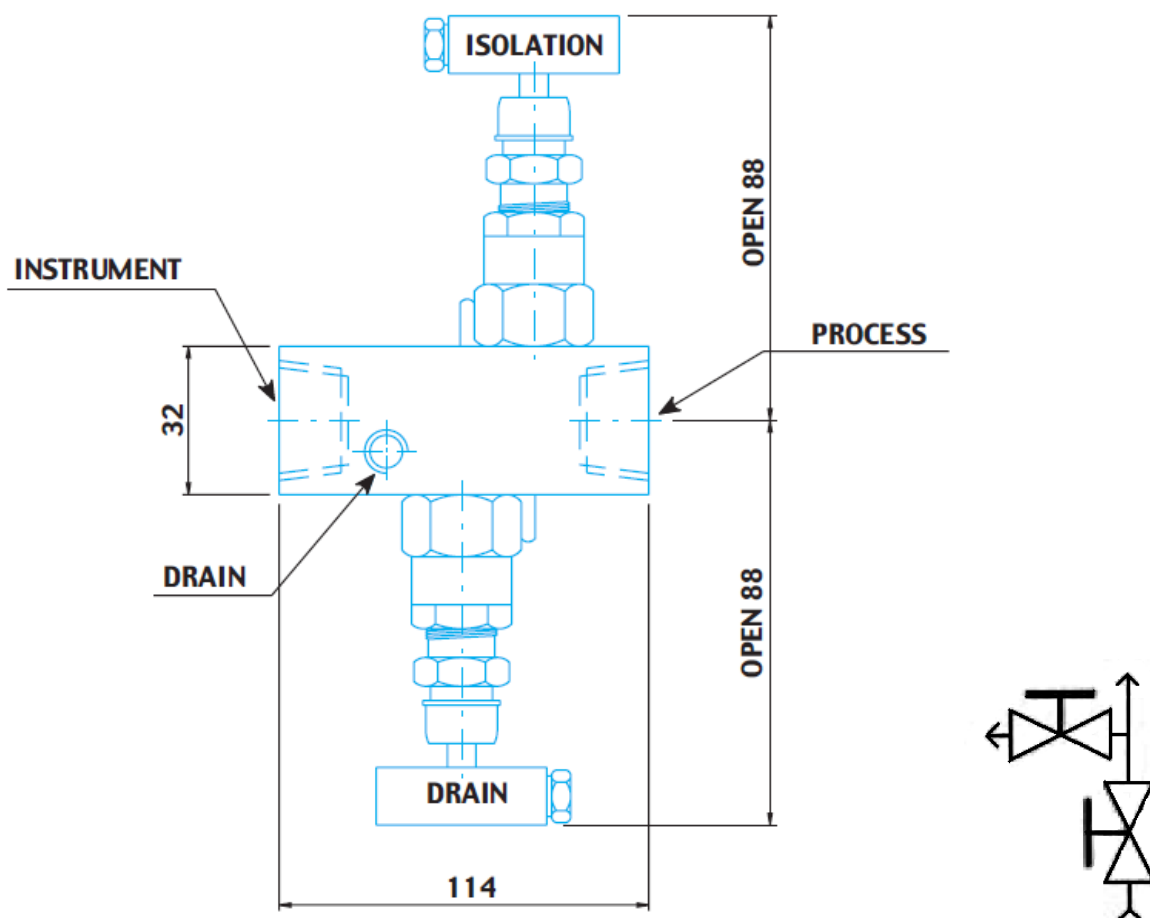 ISOLATION
OPEN 88
INSTRUMENT
PROCESS
32
DRAIN
OPEN 88
DRAIN
114